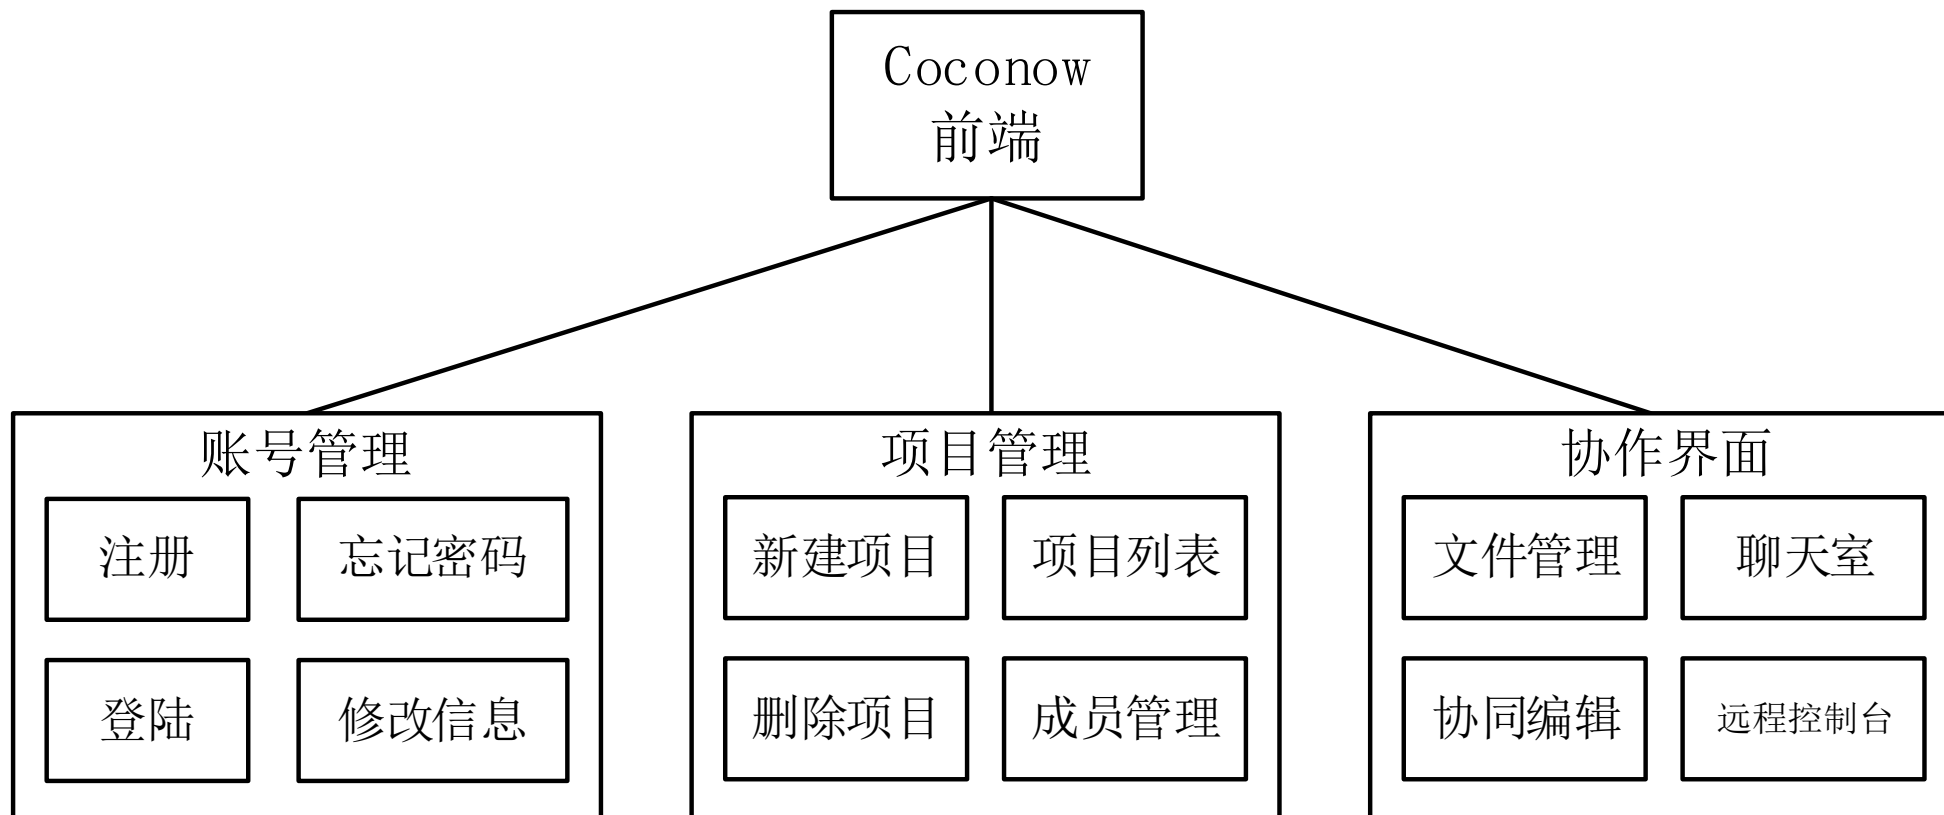 Coconow
前端
账号管理
项目管理
协作界面
注册
忘记密码
新建项目
项目列表
文件管理
聊天室
登陆
修改信息
删除项目
成员管理
协同编辑
远程控制台